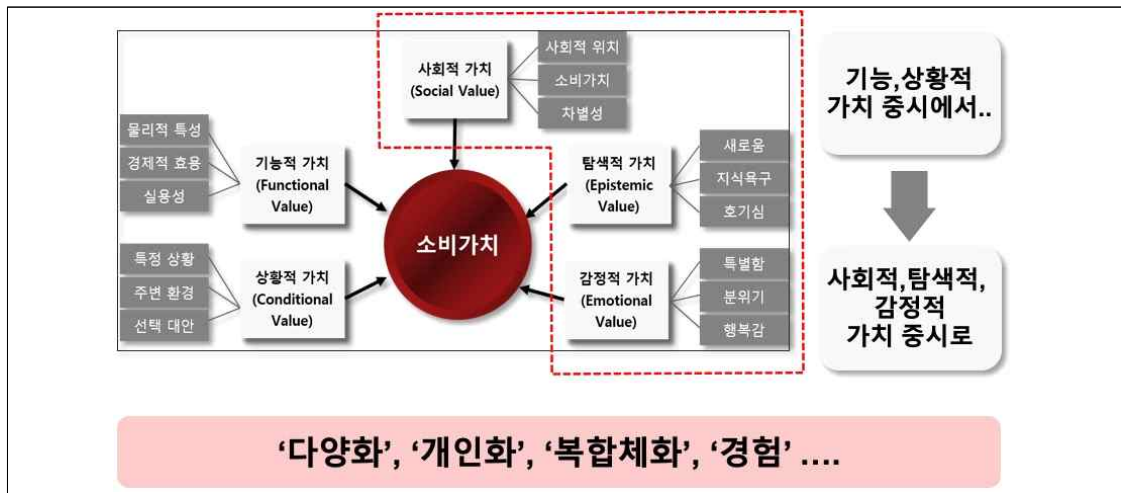 사회적 가치
(Social Value)
사회적 위치
소비가치
차별성
물리적 특성
경제적 효용
실용성
기능적 가치
(Functional
Value)
탐색적 가치
(Epistemic
Value)
새로움
지식욕구
호기심
소비가치
특정 상황
주변 환경
선택 대안
상황적 가치
(Conditional
Value)
감정적 가치
(Emotional
Value)
특별함
분위기
행복감
기능,상황적
가치 중시에서..
사회적,탐색적,
감정적
가치 중시로
‘다양화’, ‘개인화’, ‘복합체화’, ‘경험’ ....